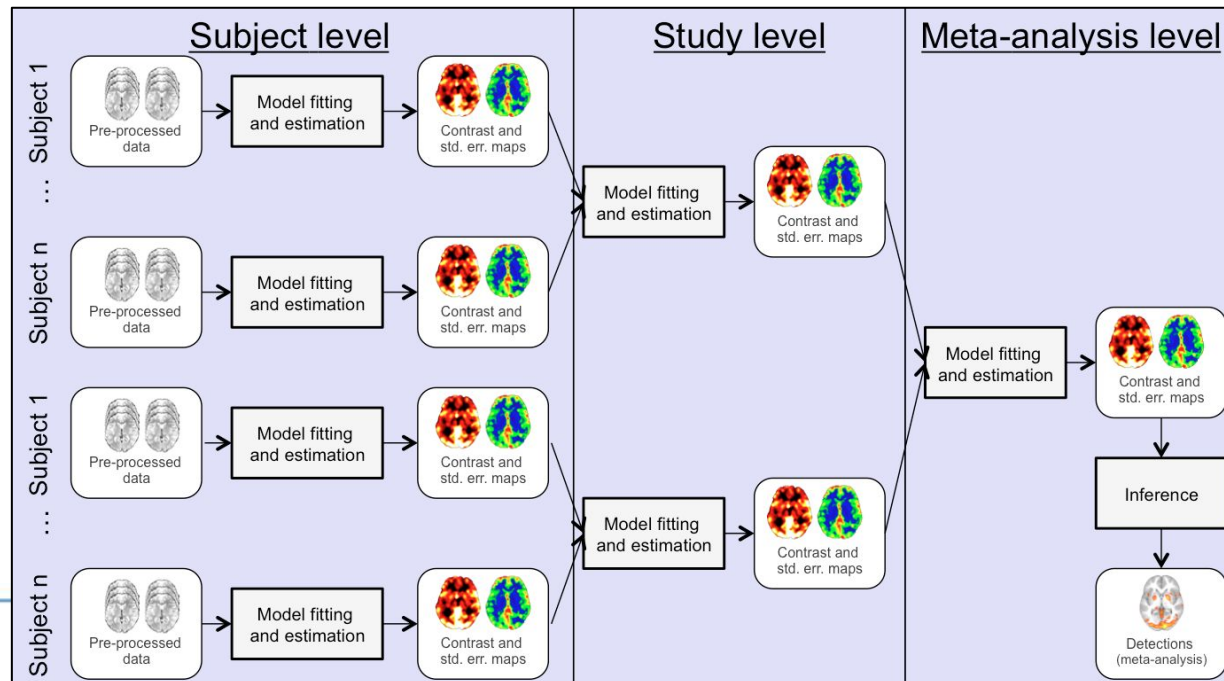 Subject level
Study level
Meta-analysis level
Subject 1
Pre-processed
data
Model fitting
and estimation
Contrast and
std. err. maps
...
Subject n
Pre-processed
data
Model fitting
and estimation
Contrast and
std. err. maps
Model fitting
and estimation
Contrast and
std. err. maps
Subject 1
Pre-processed
data
Model fitting
and estimation
Contrast and
std. err. maps
...
Subject n
Pre-processed
data
Model fitting
and estimation
Contrast and
std. err. maps
Model fitting
and estimation
Contrast and
std. err. maps
Model fitting
and estimation
Contrast and
std. err. maps
Inference
Detections
(meta-analysis)